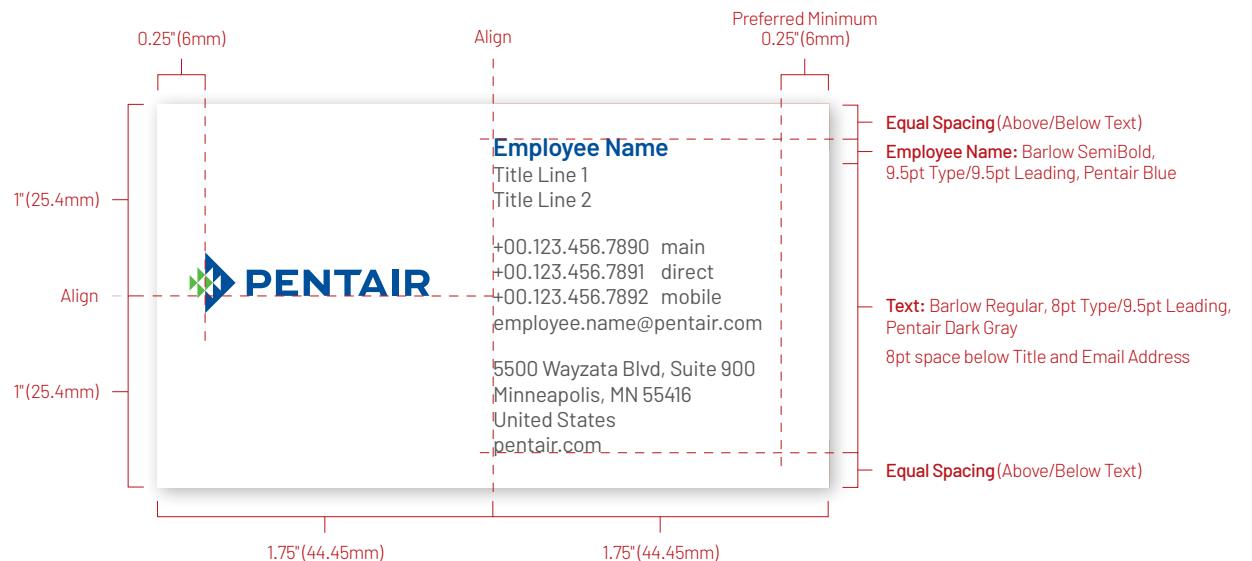 Preferred Minimum
0.25"(6mm)
Align
0.25"(6mm)
Equal Spacing (Above/Below Text)
Employee Name: Barlow SemiBold,
9.5pt Type/9.5pt Leading, Pentair Blue
Employee Name
Title Line 1
Title Line 2
1"(25.4mm)
+00.123.456.7890 main
+00.123.456.7891 direct
+00.123.456.7892 mobile
employee.name@pentair.com
PENTAIR
Align
Text: Barlow Regular, 8pt Type/9.5pt Leading,
Pentair Dark Gray
8pt space below Title and Email Address
5500 Wayzata Blvd, Suite 900
Minneapolis, MN 55416
United States
pentair.com
1"(25.4mm)
Equal Spacing (Above/Below Text)
1.75"(44.45mm)
1.75"(44.45mm)